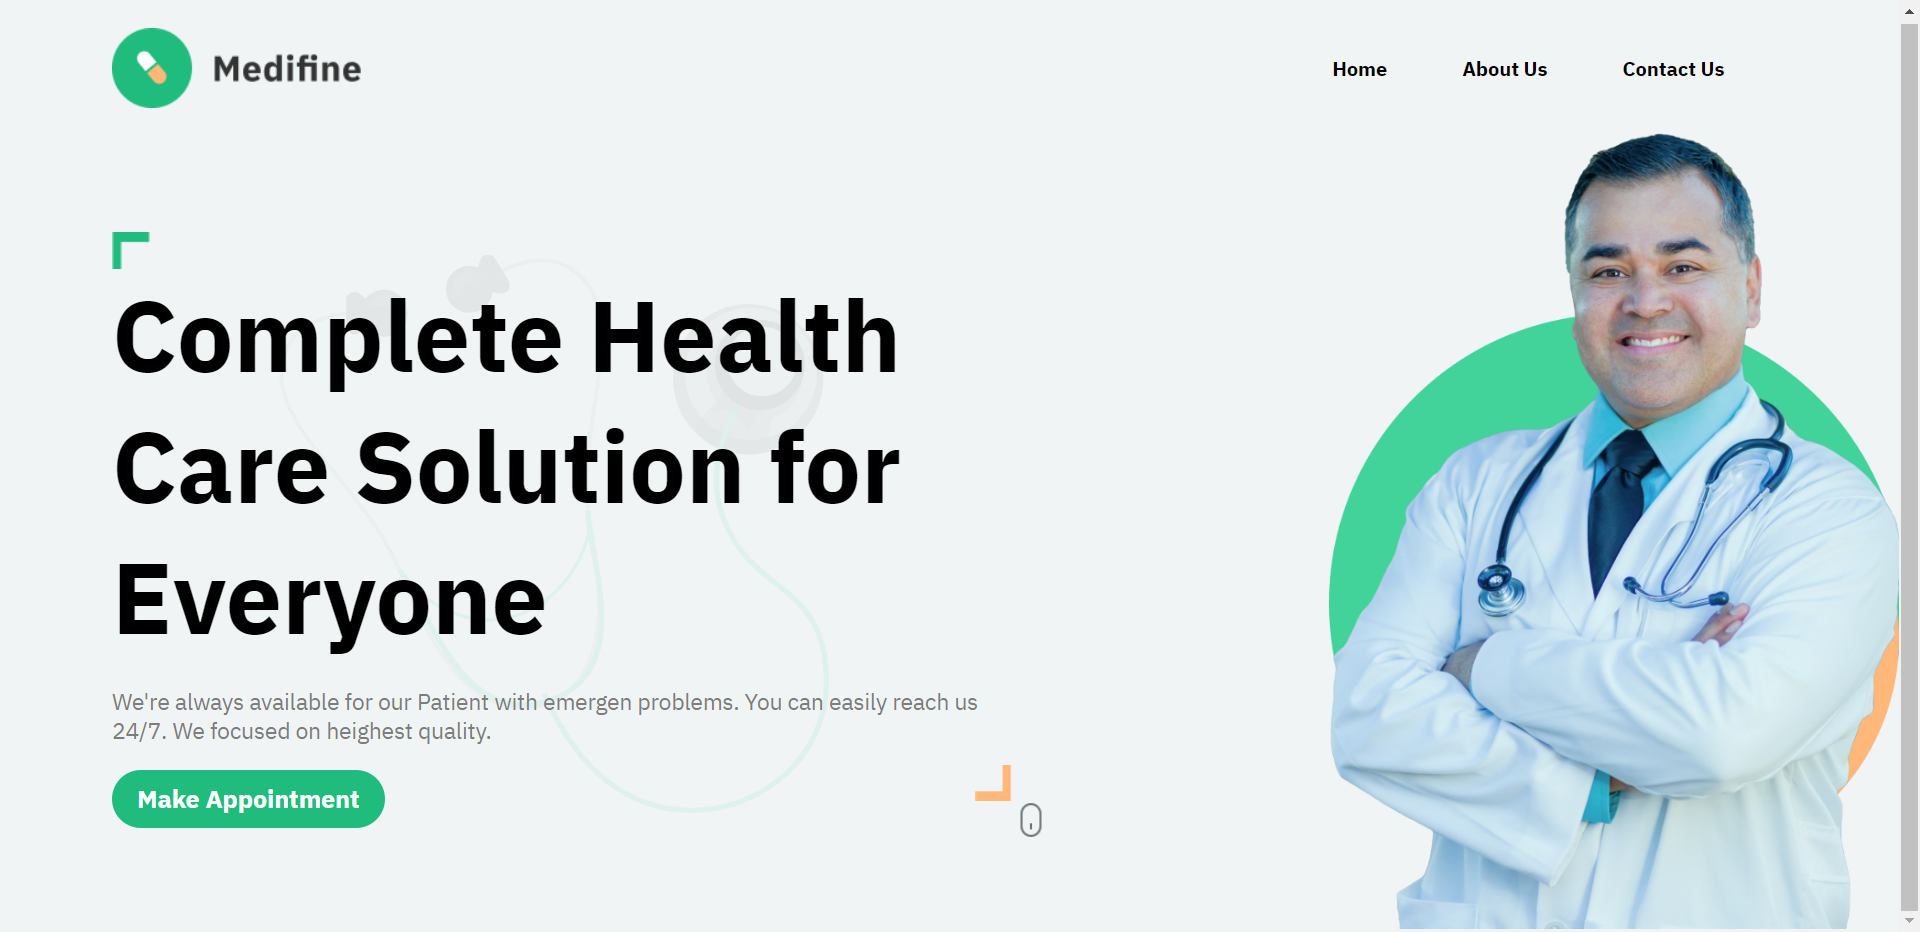 Medifine
Home
About Us
Contact Us
Complete Health
Care Solution for
Everyone
We're always available for our Patient with emergen problems. You can easily reach us
24/7. We focused on heighest quality.
Make Appointment